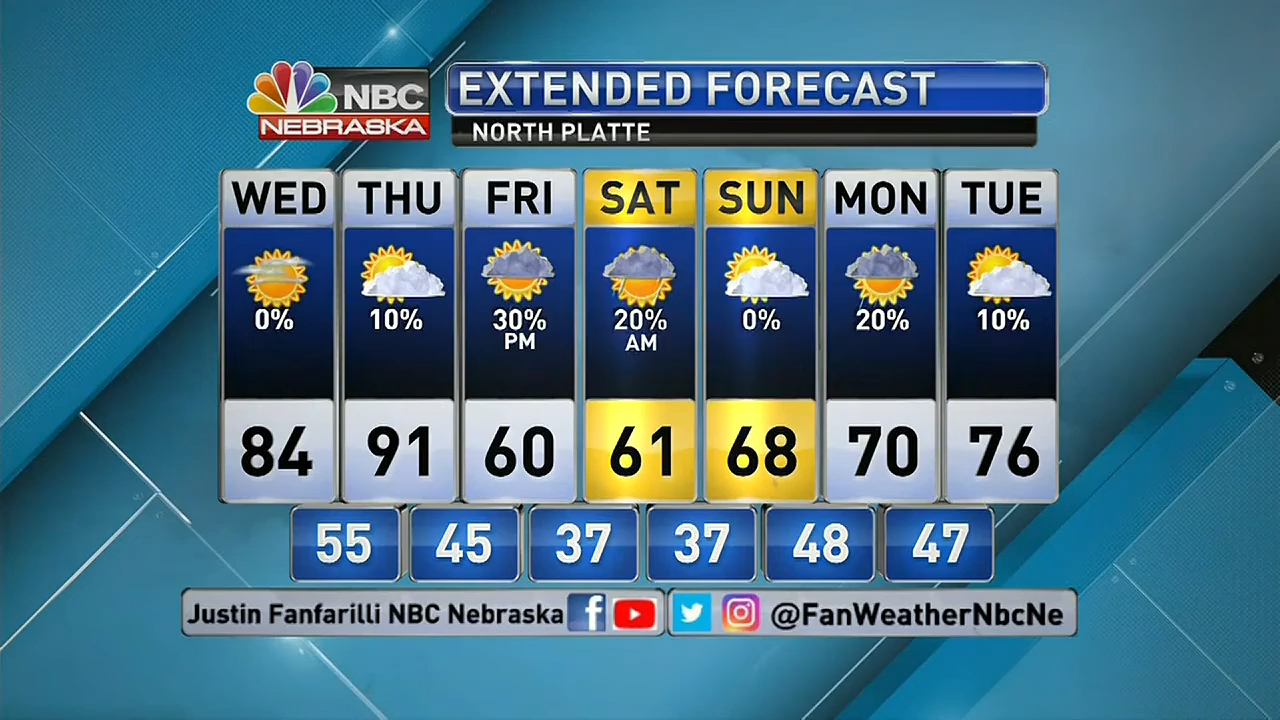 NBC
NEBRASKA
EXTENDED FORECAST
NORTH PLATTE
WED THU FRI SAT SUN MON TUE
0% 10% 30% 20% 0% 20% 10%
PM AM
84 91 60 61 68 70 76
55 45 37 37 48 47
Justin Fanfarilli NBC Nebraska f @FanWeatherNbcNe